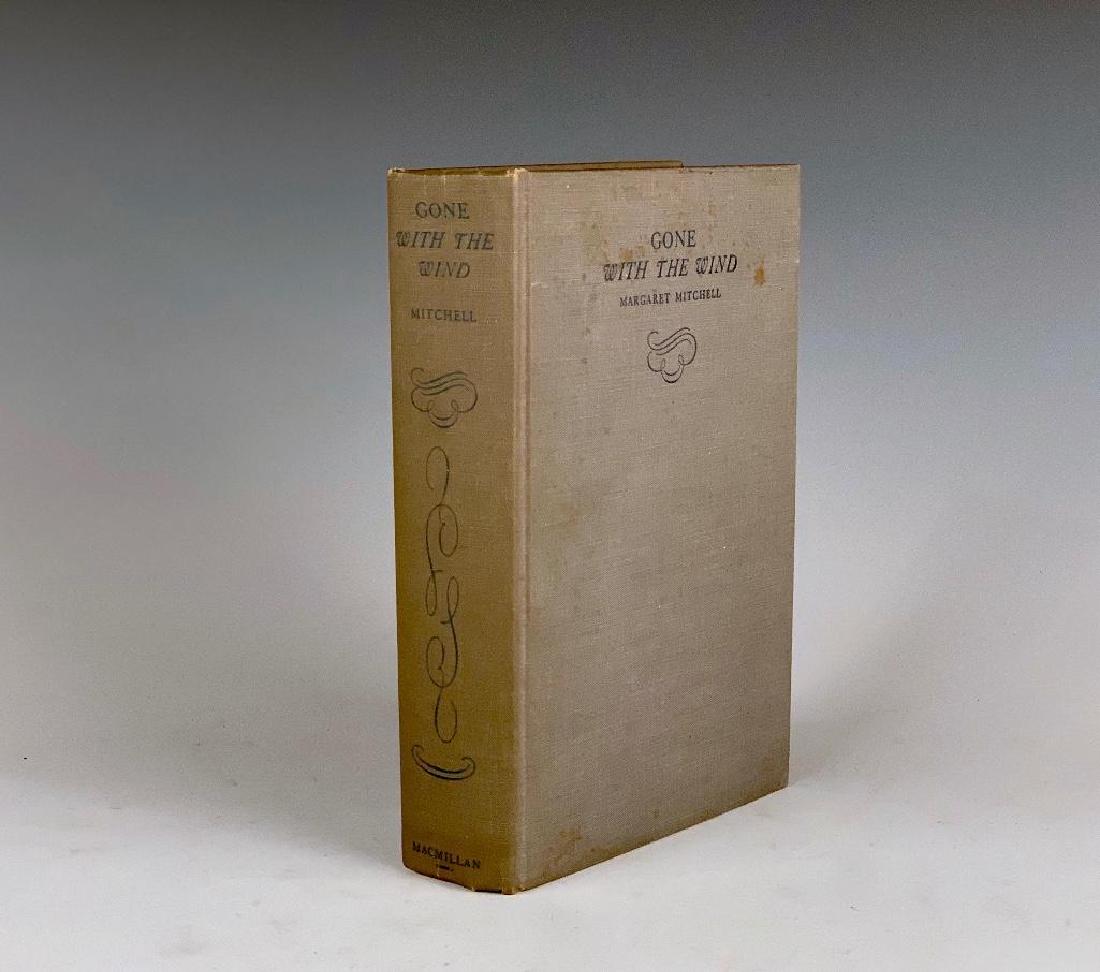 GONE
WITH THE
WIND
MITCHELL
MACMILLAN
GONE
WITH THE WIND
MARGARET MITCHELL